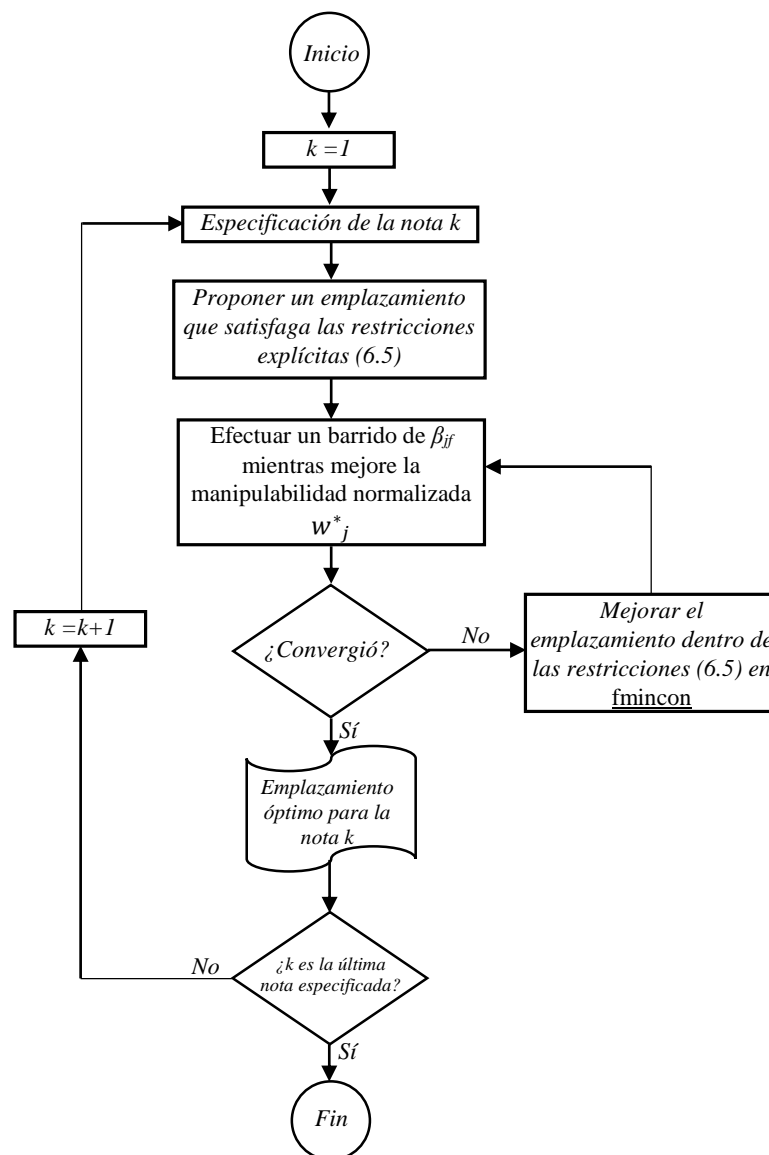 Inicio
k =1
Especificación de la nota k
Proponer un emplazamiento
que satisfaga las restricciones
explícitas (6.5)
Efectuar un barrido de βjf
mientras mejore la
manipulabilidad normalizada
w*j
k =k+1
¿Convergió?
No
Mejorar el
emplazamiento dentro de
las restricciones (6.5) en
fmincon
Sí
Emplazamiento
óptimo para la
nota k
No
¿k es la última
nota especificada?
Sí
Fin